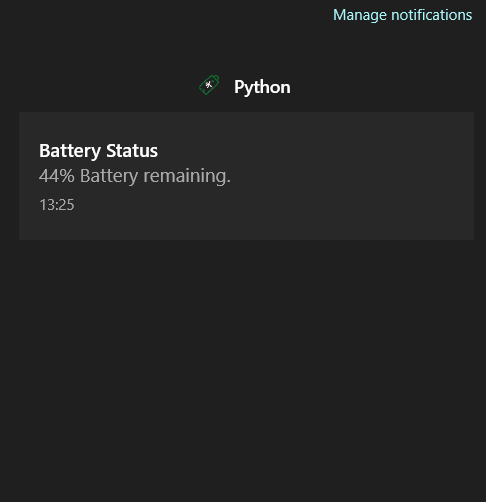 Manage notifications
Python
Battery Status
44% Battery remaining.
13:25